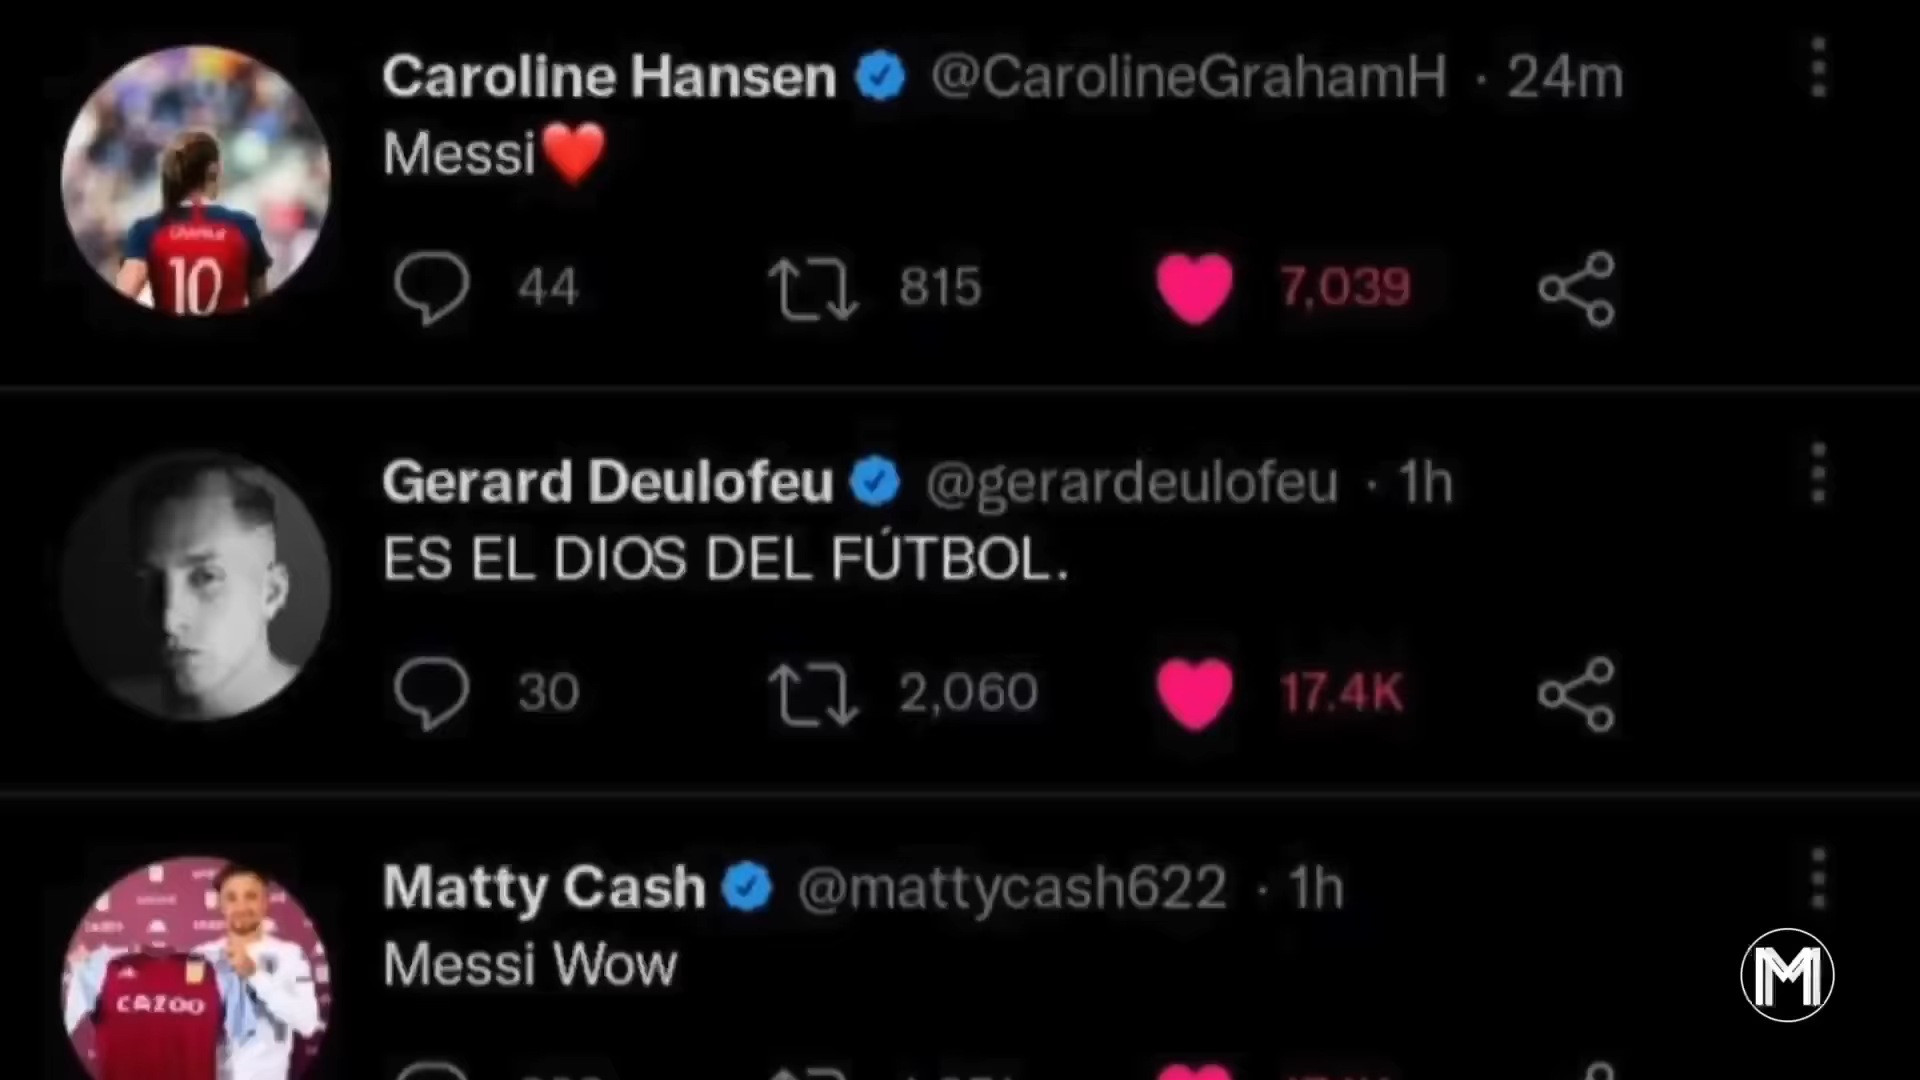 Caroline Hansen @CarolineGrahamH · 24m
Messi❤️
44 815 7,039
Gerard Deulofeu @gerardeulofeu · 1h
ES EL DIOS DEL FÚTBOL.
30 2,060 17.4K
Matty Cash @mattycash622 · 1h
Messi Wow
10
CAZOO
M